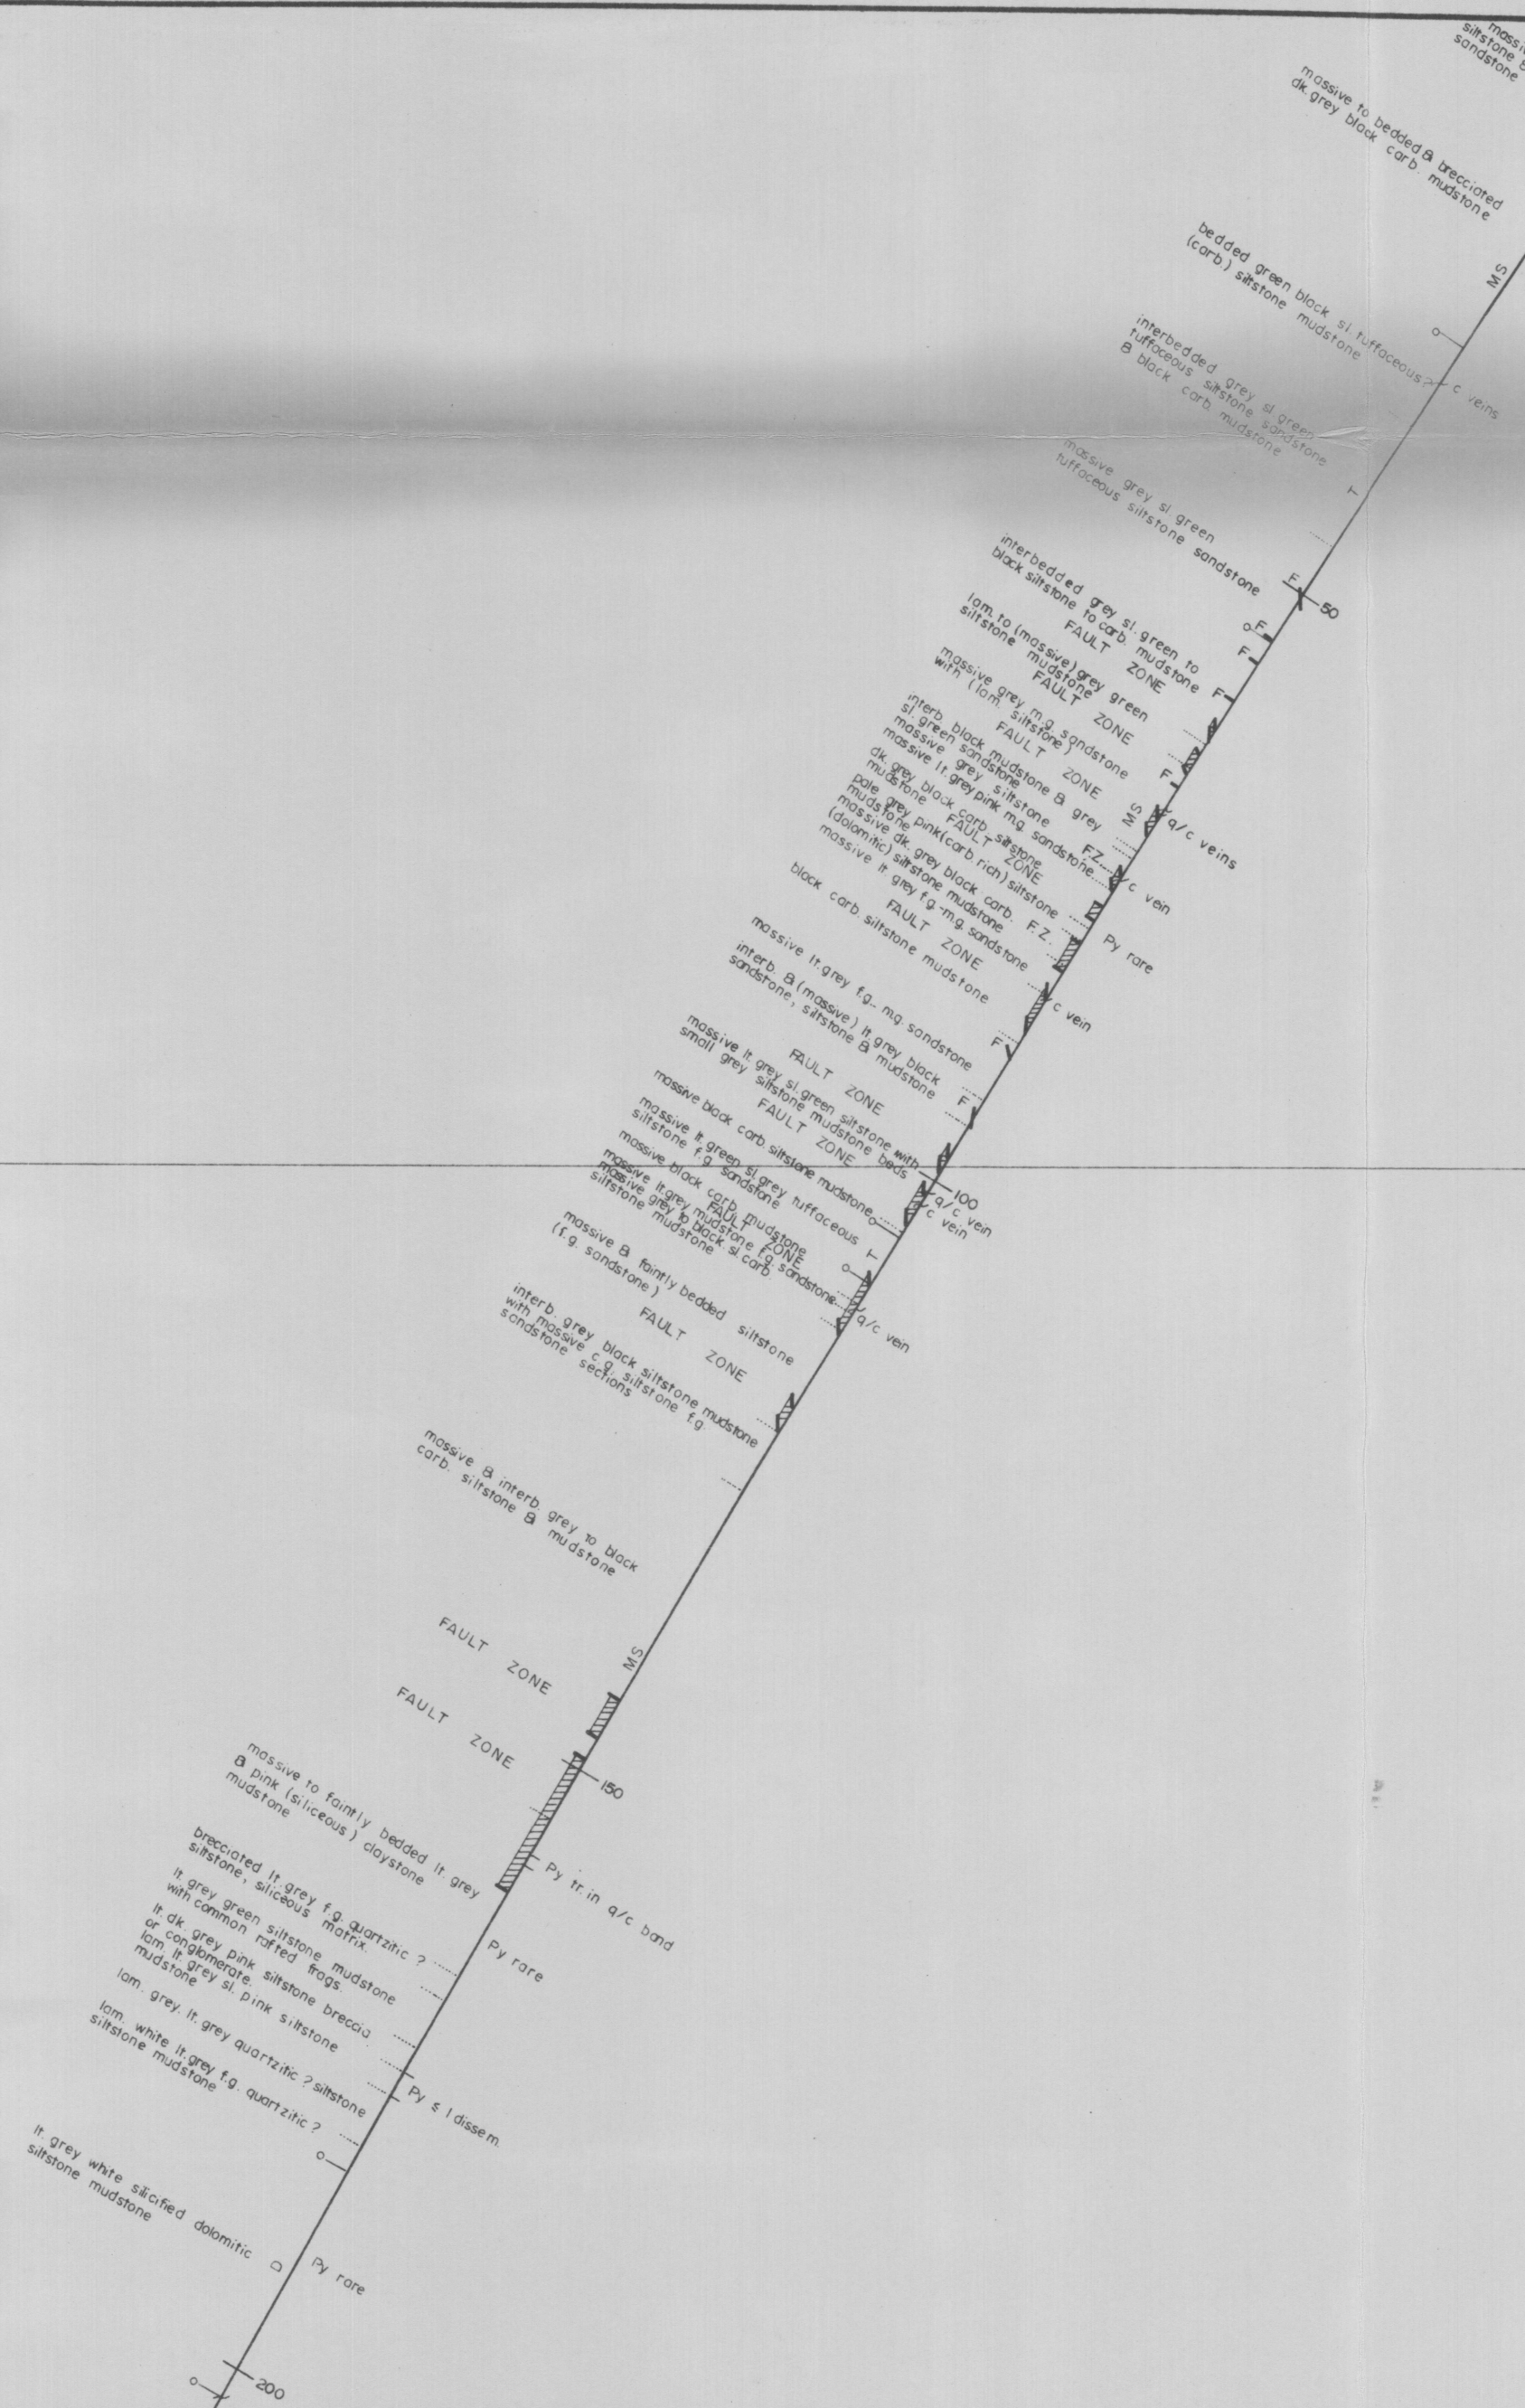 siltstone &
sandstone
massive to bedded & brecciated
dk. grey black carb. mudstone
MS
bedded green black sl. tuffaceous?
(carb.) siltstone mudstone
c veins
interbedded grey sl. green
tuffaceous siltstone sandstone
& black carb. mudstone
T
massive grey sl. green
tuffaceous siltstone sandstone
F
50
interbedded grey sl. green to
black siltstone to carb. mudstone
F
F
FAULT ZONE
F
lam. to (massive) grey green
siltstone mudstone
FAULT ZONE
massive grey m.g. sandstone
with (lam. siltstone)
F
FAULT ZONE
MS
q/c veins
interb. black mudstone & grey
sl. green sandstone
massive grey siltstone
F.Z.
massive lt. grey pink m.g. sandstone
c vein
dk. grey black carb. siltstone
mudstone
FAULT ZONE
pale grey pink (carb. rich) siltstone
mudstone
F.Z.
Py rare
massive dk. grey black carb.
(dolomitic) siltstone mudstone
massive lt. grey f.g.-m.g. sandstone
FAULT ZONE
c vein
black carb. siltstone mudstone
F
massive lt. grey f.g.-m.g. sandstone
interb. & (massive) lt. grey black
sandstone, siltstone & mudstone
F
FAULT ZONE
massive lt. grey sl. green siltstone with
small grey siltstone mudstone beds
100
FAULT ZONE
q/c vein
c vein
massive black carb. siltstone mudstone
massive lt. green sl. grey tuffaceous
siltstone f.g. sandstone
T
massive black carb. mudstone
FAULT ZONE
massive lt. grey mudstone f.g. sandstone
massive grey to black sl. carb.
siltstone mudstone
q/c vein
massive & faintly bedded siltstone
(f.g. sandstone)
FAULT ZONE
interb. grey black siltstone mudstone
with massive c.g. siltstone f.g.
sandstone sections
massive & interb. grey to black
carb. siltstone & mudstone
MS
FAULT ZONE
FAULT ZONE
150
massive to faintly bedded lt. grey
& pink (siliceous) claystone
mudstone
Py tr. in q/c band
brecciated lt. grey f.g. quartzitic ?
siltstone, siliceous matrix.
Py rare
lt. grey green siltstone mudstone
with common rafted frags.
lt. dk. grey pink siltstone breccia
or conglomerate.
lam. lt. grey sl. pink siltstone
mudstone
lam. grey. lt. grey quartzitic ? siltstone
Py ≤ 1 dissem.
lam. white lt. grey f.g. quartzitic ?
siltstone mudstone
lt. grey white silicified dolomitic
siltstone mudstone
D
Py rare
200